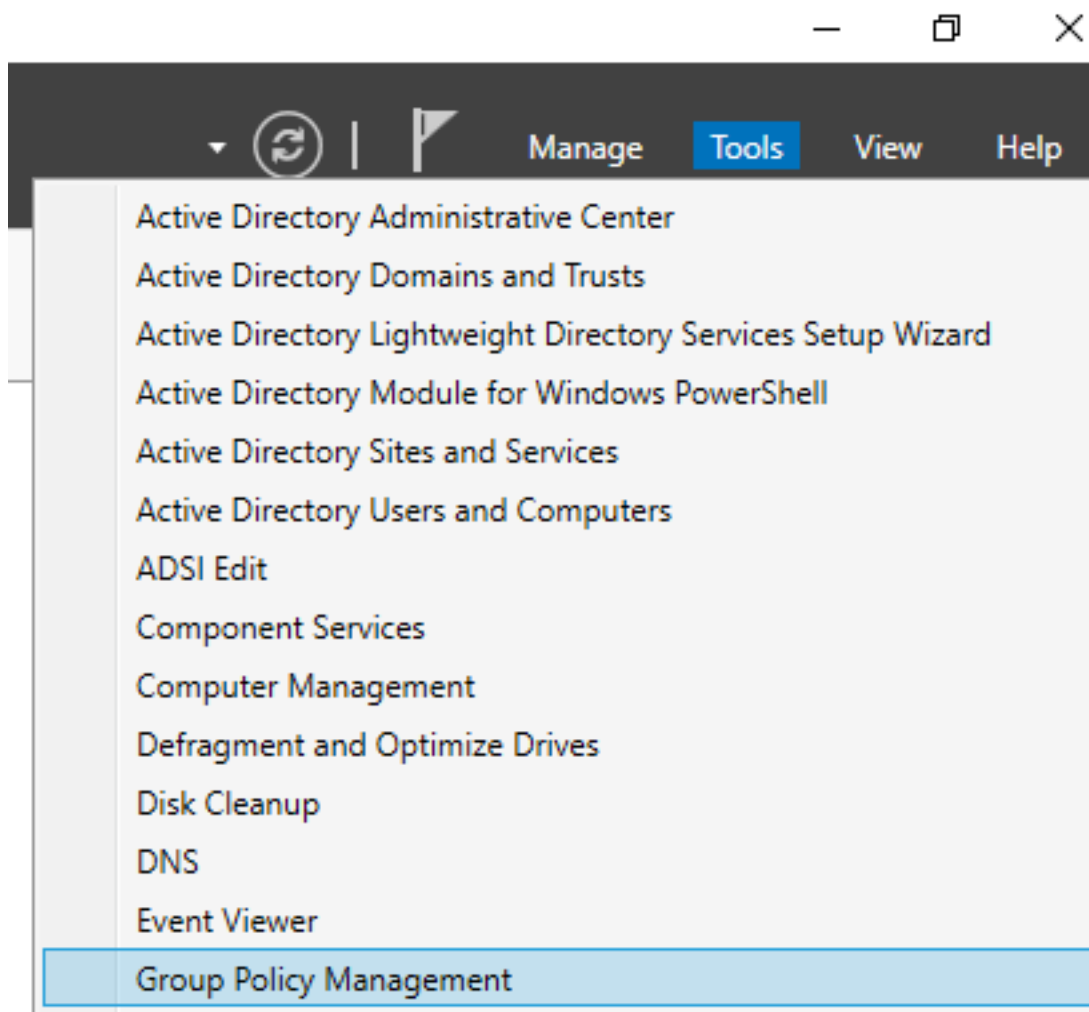 Manage Tools View Help
Active Directory Administrative Center
Active Directory Domains and Trusts
Active Directory Lightweight Directory Services Setup Wizard
Active Directory Module for Windows PowerShell
Active Directory Sites and Services
Active Directory Users and Computers
ADSI Edit
Component Services
Computer Management
Defragment and Optimize Drives
Disk Cleanup
DNS
Event Viewer
Group Policy Management